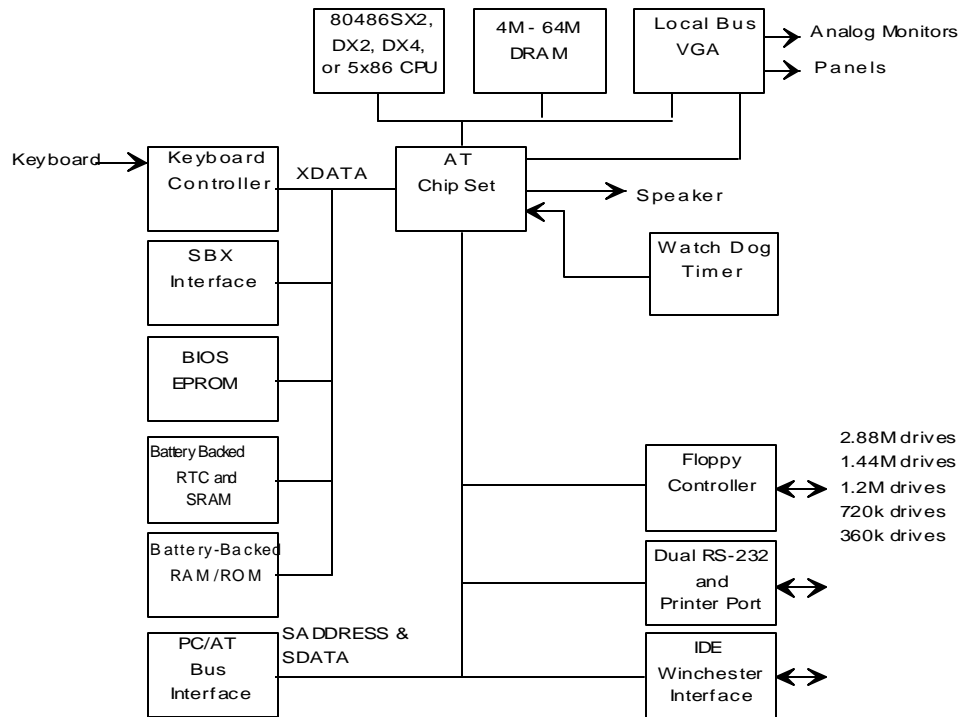 80486SX2,
DX2, DX4,
or 5x86 CPU
4M - 64M
DRAM
Local Bus
VGA
Analog Monitors
Panels
Keyboard
Keyboard
Controller
XDATA
AT
Chip Set
Speaker
SBX
Interface
Watch Dog
Timer
BIOS
EPROM
Battery Backed
RTC and
SRAM
Floppy
Controller
2.88M drives
1.44M drives
1.2M drives
720k drives
360k drives
Battery-Backed
RAM/ROM
Dual RS-232
and
Printer Port
PC/AT
Bus
Interface
SADDRESS &
SDATA
IDE
Winchester
Interface